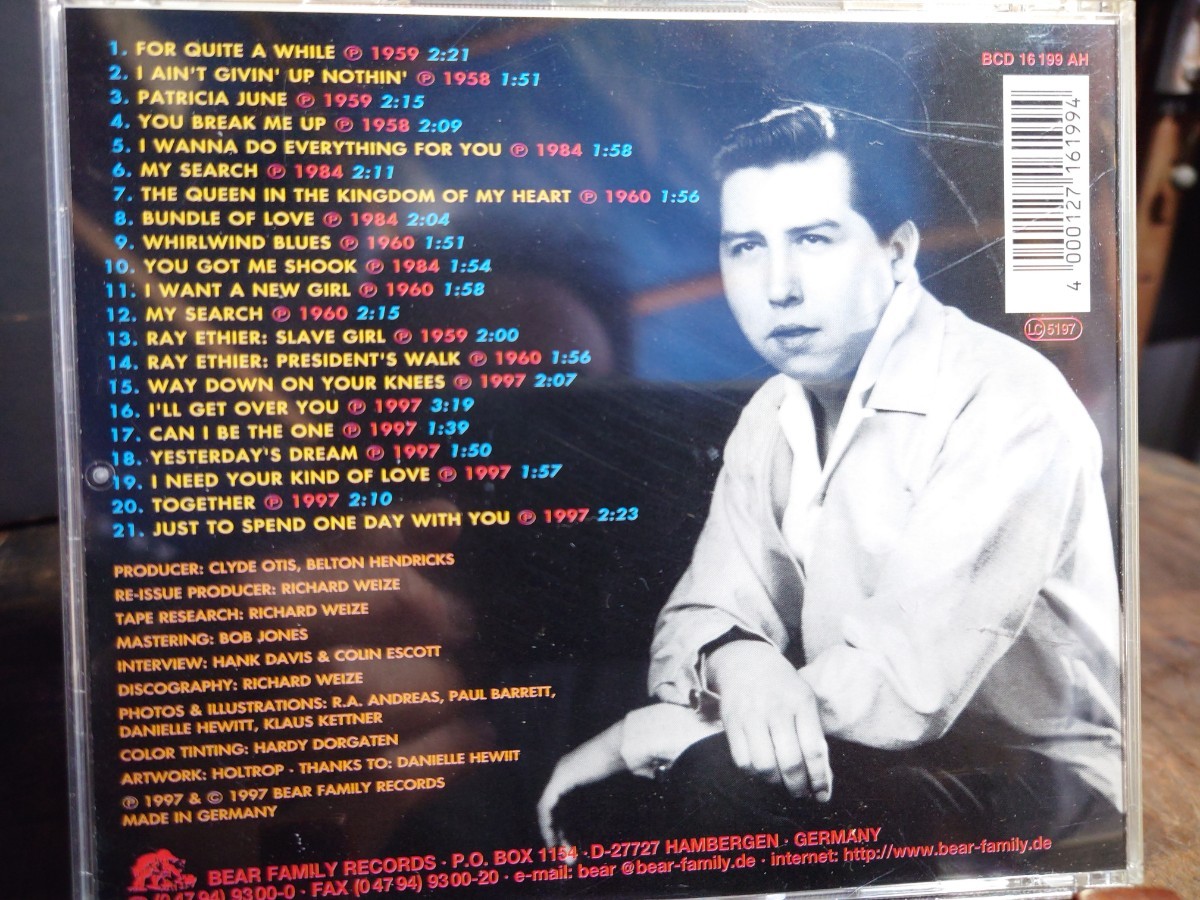 1. FOR QUITE A WHILE ℗ 1959 2:21
2. I AIN'T GIVIN' UP NOTHIN' ℗ 1958 1:51
3. PATRICIA JUNE ℗ 1959 2:15
4. YOU BREAK ME UP ℗ 1958 2:09
5. I WANNA DO EVERYTHING FOR YOU ℗ 1984 1:58
6. MY SEARCH ℗ 1984 2:11
7. THE QUEEN IN THE KINGDOM OF MY HEART ℗ 1960 1:56
8. BUNDLE OF LOVE ℗ 1984 2:04
9. WHIRLWIND BLUES ℗ 1960 1:51
10. YOU GOT ME SHOOK ℗ 1984 1:54
11. I WANT A NEW GIRL ℗ 1960 1:58
12. MY SEARCH ℗ 1960 2:15
13. RAY ETHIER: SLAVE GIRL ℗ 1959 2:00
14. RAY ETHIER: PRESIDENT'S WALK ℗ 1960 1:56
15. WAY DOWN ON YOUR KNEES ℗ 1997 2:07
16. I'LL GET OVER YOU ℗ 1997 3:19
17. CAN I BE THE ONE ℗ 1997 1:39
18. YESTERDAY'S DREAM ℗ 1997 1:50
19. I NEED YOUR KIND OF LOVE ℗ 1997 1:57
20. TOGETHER ℗ 1997 2:10
21. JUST TO SPEND ONE DAY WITH YOU ℗ 1997 2:23
PRODUCER: CLYDE OTIS, BELTON HENDRICKS
RE-ISSUE PRODUCER: RICHARD WEIZE
TAPE RESEARCH: RICHARD WEIZE
MASTERING: BOB JONES
INTERVIEW: HANK DAVIS & COLIN ESCOTT
DISCOGRAPHY: RICHARD WEIZE
PHOTOS & ILLUSTRATIONS: R.A. ANDREAS, PAUL BARRETT,
DANIELLE HEWITT, KLAUS KETTNER
COLOR TINTING: HARDY DORGATEN
ARTWORK: HOLTROP · THANKS TO: DANIELLE HEWIIT
℗ 1997 & © 1997 BEAR FAMILY RECORDS
MADE IN GERMANY
BEAR FAMILY RECORDS · P.O. BOX 1154 · D-27727 HAMBERGEN · GERMANY
(0 47 94) 93 00-0 · FAX (0 47 94) 93 00-20 · e-mail: bear @bear-family.de · internet: http://www.bear-family.de
BCD 16 199 AH
4 000127 161994
LC 5197